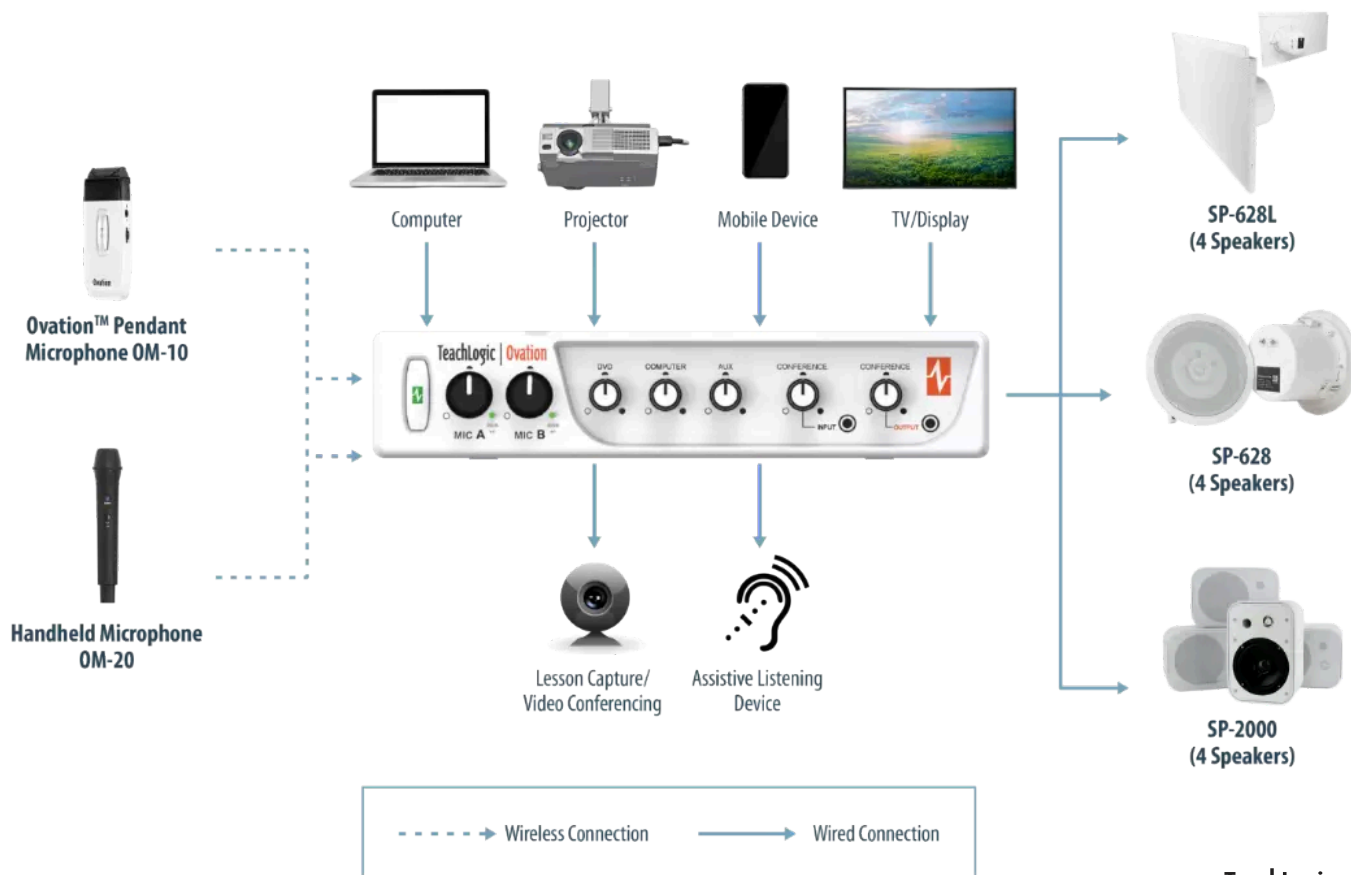 Computer
Projector
Mobile Device
TV/Display
SP-628L
(4 Speakers)
Ovation
Ovation™ Pendant
Microphone OM-10
TeachLogic | Ovation
DVD
COMPUTER
AUX
CONFERENCE
CONFERENCE
INPUT
OUTPUT
MIC A
MIC B
SP-628
(4 Speakers)
Handheld Microphone
OM-20
Lesson Capture/
Video Conferencing
Assistive Listening
Device
SP-2000
(4 Speakers)
Wireless Connection
Wired Connection